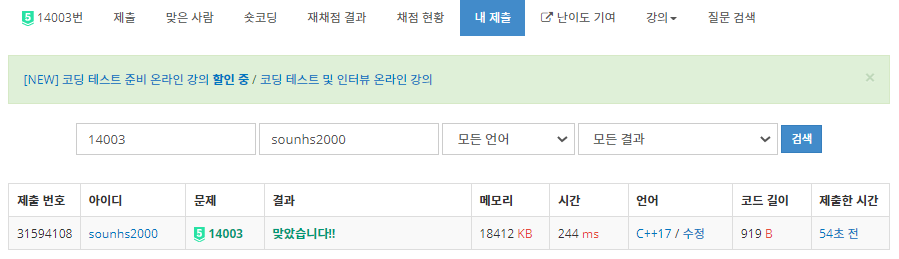 5 14003번 제출 맞은 사람 숏코딩 재채점 결과 채점 현황 내 제출 난이도 기여 강의 질문 검색
[NEW] 코딩 테스트 준비 온라인 강의 할인 중 / 코딩 테스트 및 인터뷰 온라인 강의 ×
14003 sounhs2000 모든 언어 모든 결과 검색
제출 번호 아이디 문제 결과 메모리 시간 언어 코드 길이 제출한 시간
31594108 sounhs2000 5 14003 맞았습니다!! 18412 KB 244 ms C++17 / 수정 919 B 54초 전